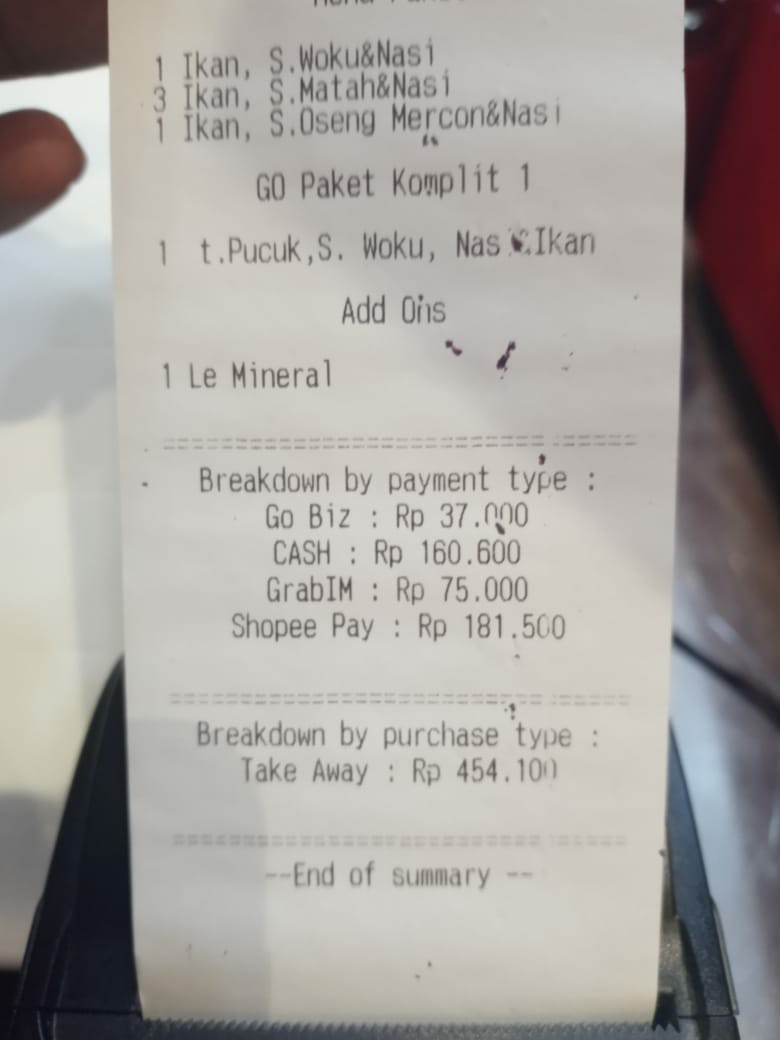 1 Ikan, S.Woku&Nasi
3 Ikan, S.Matah&Nasi
1 Ikan, S.Oseng Mercon&Nasi
GO Paket Komplit 1
1 t.Pucuk,S. Woku, Nas Ikan
Add Ons
1 Le Mineral
================================
Breakdown by payment type :
Go Biz : Rp 37.000
CASH : Rp 160.600
GrabIM : Rp 75.000
Shopee Pay : Rp 181.500
================================
Breakdown by purchase type :
Take Away : Rp 454.100
================================
--End of summary --